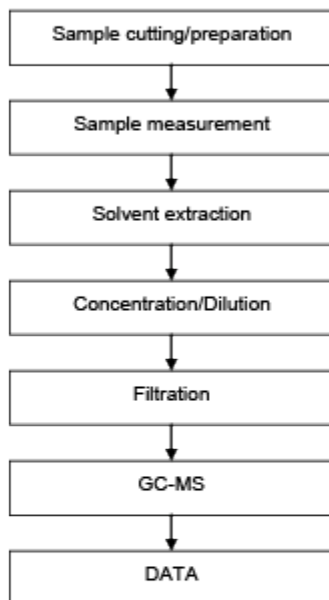 Sample cutting/preparation
Sample measurement
Solvent extraction
Concentration/Dilution
Filtration
GC-MS
DATA